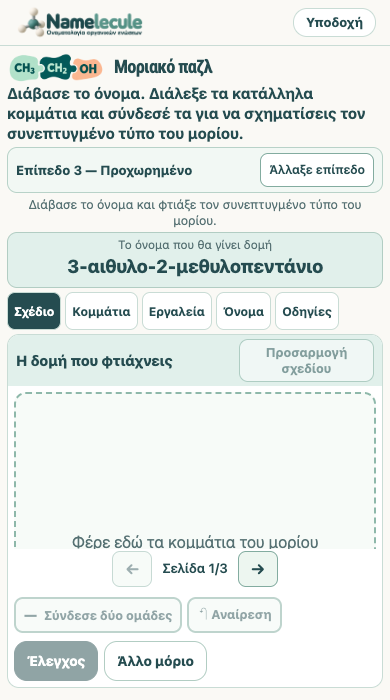 Namelecule
Ονοματολογία οργανικών ενώσεων
Υποδοχή
CH₃ CH₂ OH Μοριακό παζλ
Διάβασε το όνομα. Διάλεξε τα κατάλληλα
κομμάτια και σύνδεσέ τα για να σχηματίσεις τον
συνεπτυγμένο τύπο του μορίου.
Επίπεδο 3 — Προχωρημένο
Άλλαξε επίπεδο
Διάβασε το όνομα και φτιάξε τον συνεπτυγμένο τύπο του
μορίου.
Το όνομα που θα γίνει δομή
3-αιθυλο-2-μεθυλοπεντάνιο
Σχέδιο Κομμάτια Εργαλεία Όνομα Οδηγίες
Η δομή που φτιάχνεις
Προσαρμογή
σχεδίου
Φέρε εδώ τα κομμάτια του μορίου
← Σελίδα 1/3 →
— Σύνδεσε δύο ομάδες
Αναίρεση
Έλεγχος Άλλο μόριο